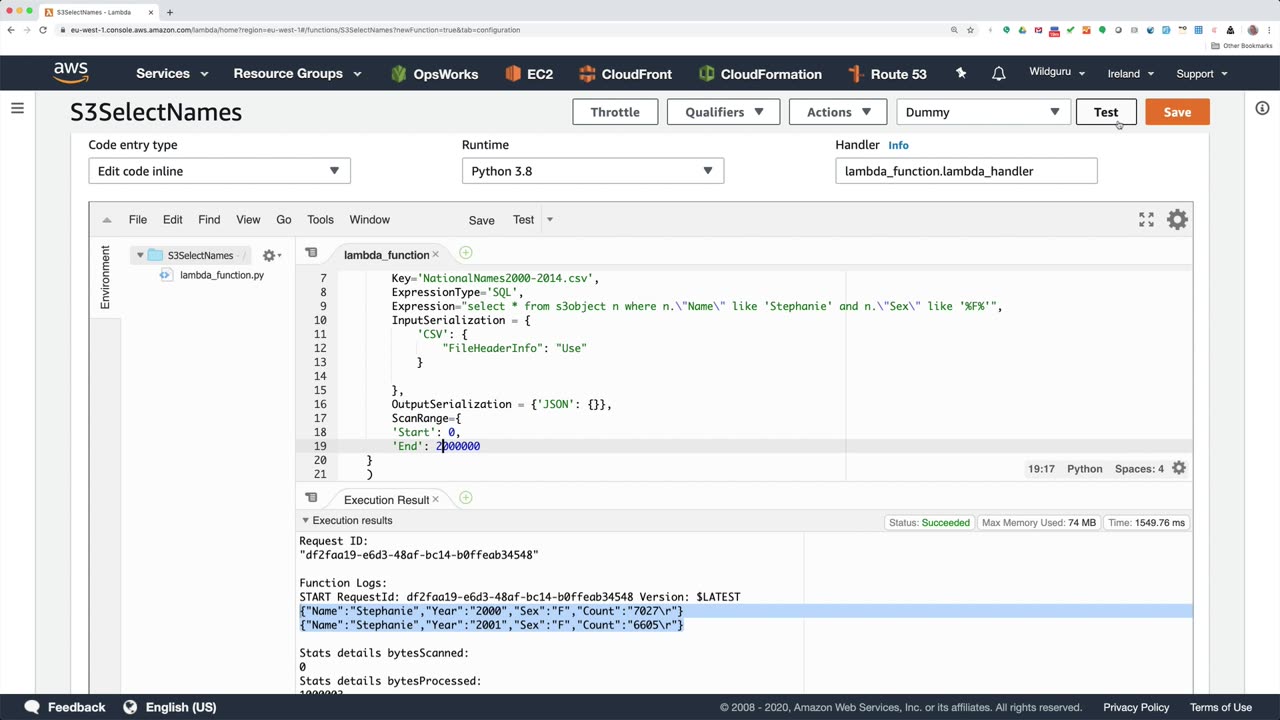 S3SelectNames - Lambda
eu-west-1.console.aws.amazon.com/lambda/home?region=eu-west-1#/functions/S3SelectNames?newFunction=true&tab=configuration
Other Bookmarks
aws Services Resource Groups OpsWorks EC2 CloudFront CloudFormation Route 53 Wildguru Ireland Support
S3SelectNames Throttle Qualifiers Actions Dummy Test Save
Code entry type Runtime Handler Info
Edit code inline Python 3.8 lambda_function.lambda_handler
File Edit Find View Go Tools Window Save Test
Environment
S3SelectNames /
lambda_function.py
lambda_function
7 Key='NationalNames2000-2014.csv',
8 ExpressionType='SQL',
9 Expression="select * from s3object n where n.\"Name\" like 'Stephanie' and n.\"Sex\" like '%F%'",
10 InputSerialization = {
11 'CSV': {
12 "FileHeaderInfo": "Use"
13 }
14
15 },
16 OutputSerialization = {'JSON': {}},
17 ScanRange={
18 'Start': 0,
19 'End': 2000000
20 }
21 )
19:17 Python Spaces: 4
Execution Result
Execution results Status: Succeeded Max Memory Used: 74 MB Time: 1549.76 ms
Request ID:
"df2faa19-e6d3-48af-bc14-b0ffeab34548"
Function Logs:
START RequestId: df2faa19-e6d3-48af-bc14-b0ffeab34548 Version: $LATEST
{"Name":"Stephanie","Year":"2000","Sex":"F","Count":"7027\r"}
{"Name":"Stephanie","Year":"2001","Sex":"F","Count":"6605\r"}
Stats details bytesScanned:
0
Stats details bytesProcessed:
Feedback English (US) © 2008 - 2020, Amazon Web Services, Inc. or its affiliates. All rights reserved. Privacy Policy Terms of Use